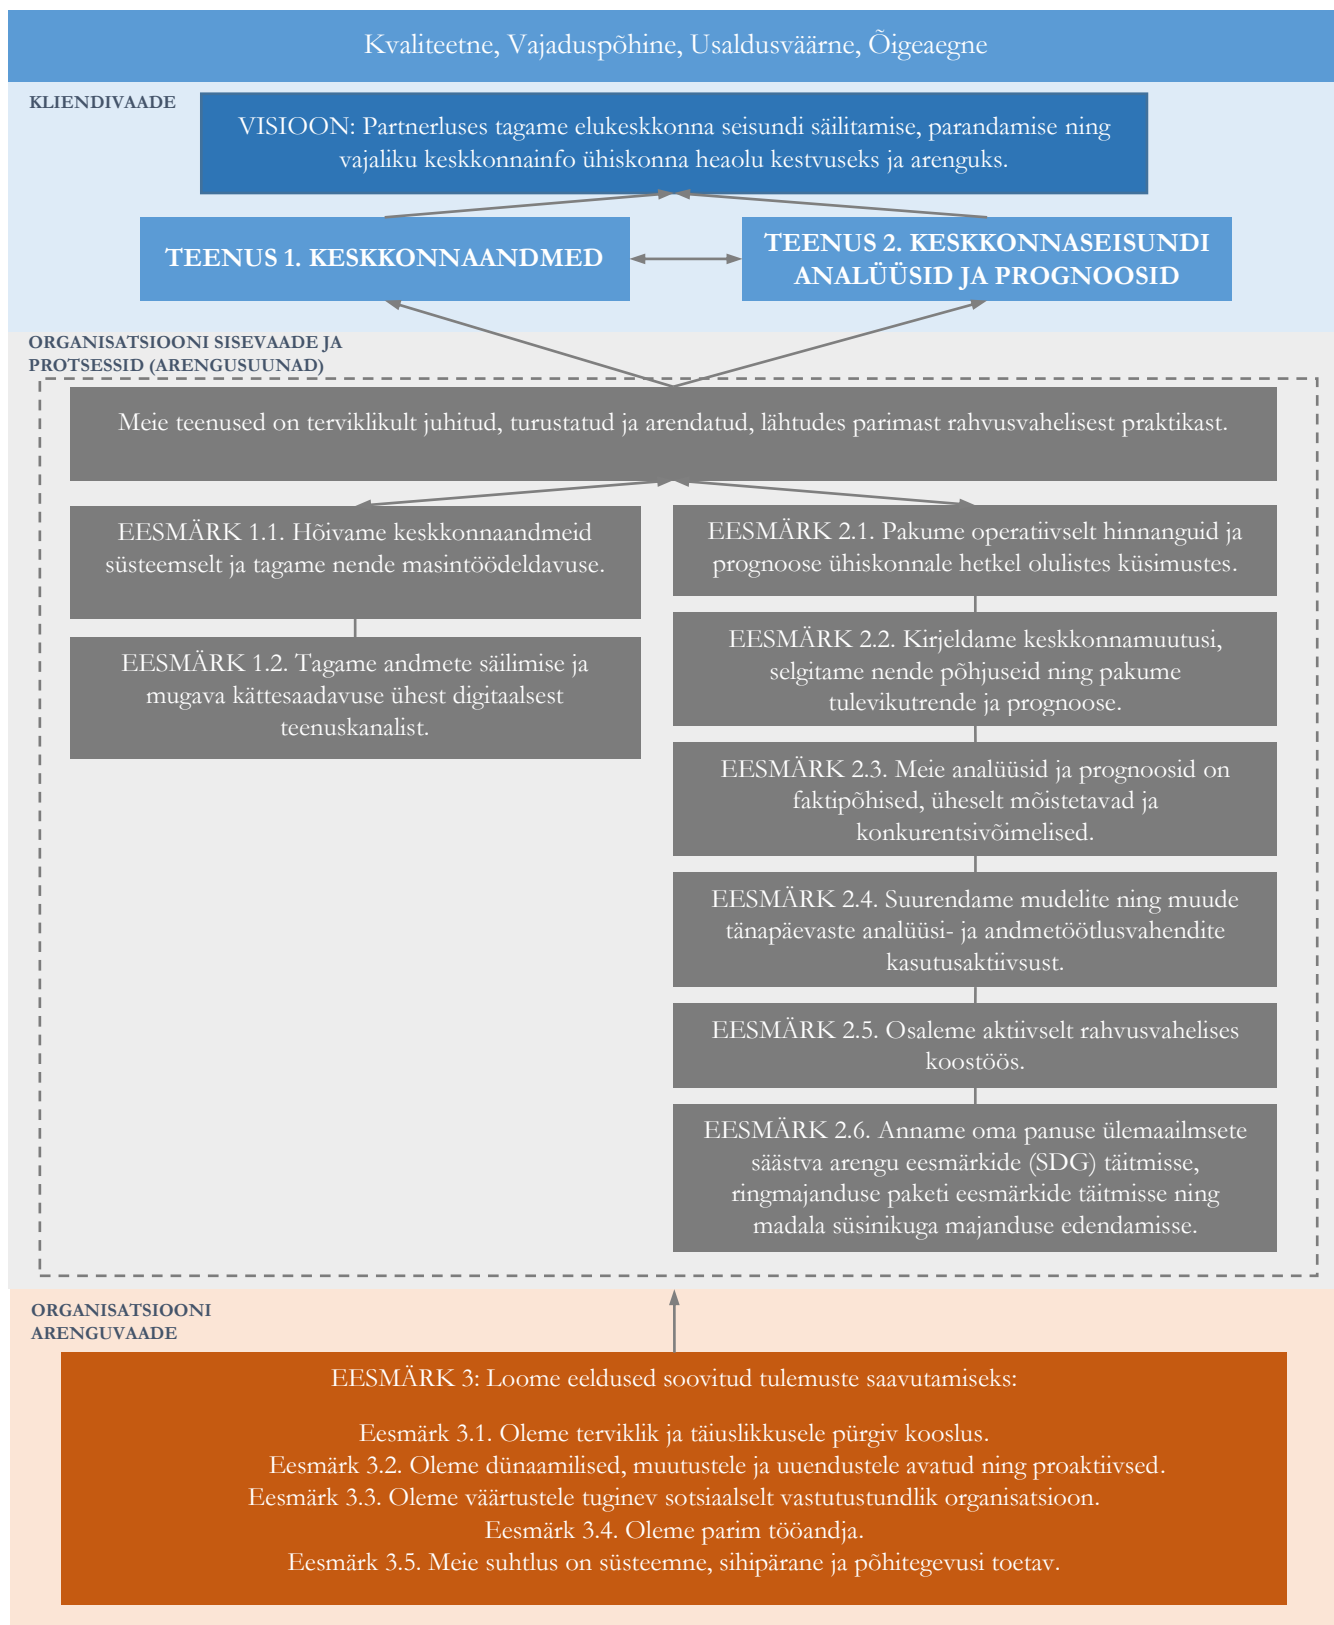 Kvaliteetne, Vajaduspõhine, Usaldusväärne, Õigeaegne
KLIENDIVAADE
VISIOON: Partnerluses tagame elukeskkonna seisundi säilitamise, parandamise ning
vajaliku keskkonnainfo ühiskonna heaolu kestvuseks ja arenguks.
TEENUS 1. KESKKONNAANDMED
TEENUS 2. KESKKONNASEISUNDI
ANALÜÜSID JA PROGNOOSID
ORGANISATSIOONI SISEVAADE JA
PROTSESSID (ARENGUSUUNAD)
Meie teenused on terviklikult juhitud, turustatud ja arendatud, lähtudes parimast rahvusvahelisest praktikast.
EESMÄRK 1.1. Hõivame keskkonnaandmeid
süsteemselt ja tagame nende masintöödeldavuse.
EESMÄRK 1.2. Tagame andmete säilimise ja
mugava kättesaadavuse ühest digitaalsest
teenuskanalist.
EESMÄRK 2.1. Pakume operatiivselt hinnanguid ja
prognoose ühiskonnale hetkel olulistes küsimustes.
EESMÄRK 2.2. Kirjeldame keskkonnamuutusi,
selgitame nende põhjuseid ning pakume
tulevikutrende ja prognoose.
EESMÄRK 2.3. Meie analüüsid ja prognoosid on
faktipõhised, üheselt mõistetavad ja
konkurentsivõimelised.
EESMÄRK 2.4. Suurendame mudelite ning muude
tänapäevaste analüüsi- ja andmetöötlusvahendite
kasutusaktiivsust.
EESMÄRK 2.5. Osaleme aktiivselt rahvusvahelises
koostöös.
EESMÄRK 2.6. Anname oma panuse ülemaailmsete
säästva arengu eesmärkide (SDG) täitmisse,
ringmajanduse paketi eesmärkide täitmisse ning
madala süsinikuga majanduse edendamisse.
ORGANISATSIOONI
ARENGUVAADE
EESMÄRK 3: Loome eeldused soovitud tulemuste saavutamiseks:
Eesmärk 3.1. Oleme terviklik ja täiuslikkusele pürgiv kooslus.
Eesmärk 3.2. Oleme dünaamilised, muutustele ja uuendustele avatud ning proaktiivsed.
Eesmärk 3.3. Oleme väärtustele tuginev sotsiaalselt vastutustundlik organisatsioon.
Eesmärk 3.4. Oleme parim tööandja.
Eesmärk 3.5. Meie suhtlus on süsteemne, sihipärane ja põhitegevusi toetav.